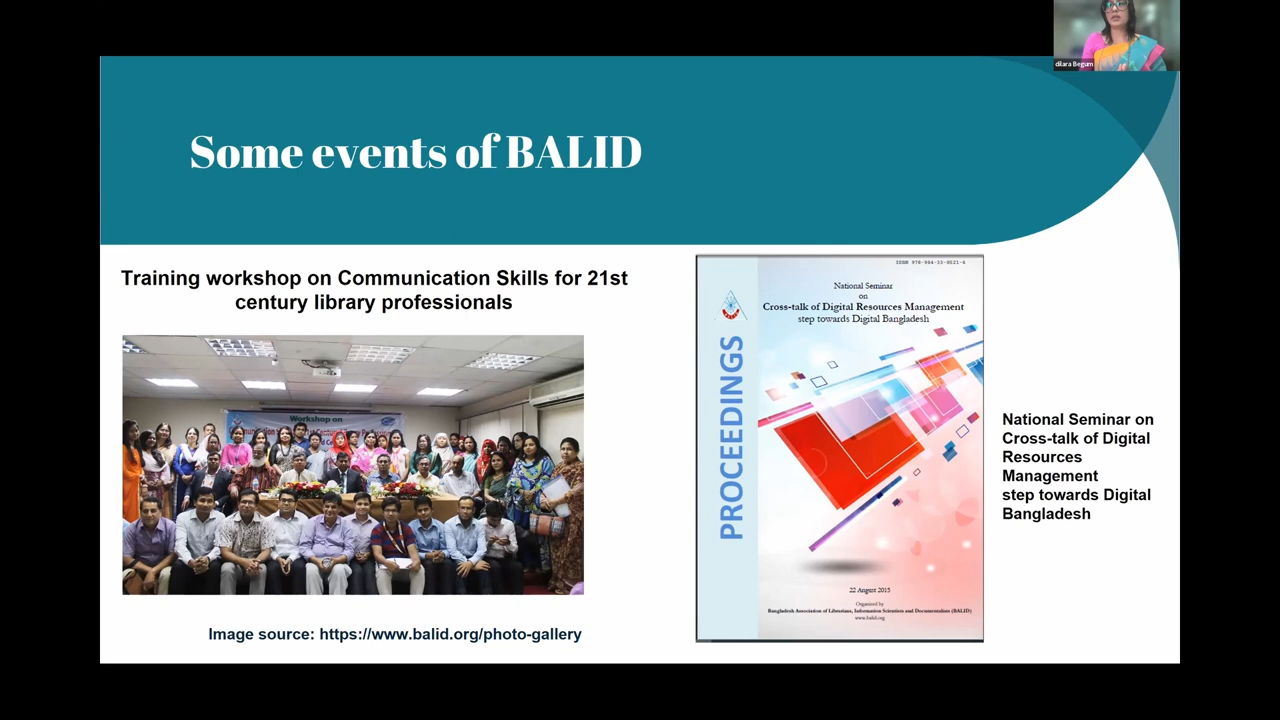 dilara Begum
Some events of BALID
Training workshop on Communication Skills for 21st
century library professionals
Workshop on
Image source: https://www.balid.org/photo-gallery
ISBN 978-984-33-9521-4
National Seminar
on
Cross-talk of Digital Resources Management
step towards Digital Bangladesh
PROCEEDINGS
22 August 2015
Organized by
Bangladesh Association of Librarians, Information Scientists and Documentalists (BALID)
www.balid.org
National Seminar on
Cross-talk of Digital
Resources
Management
step towards Digital
Bangladesh